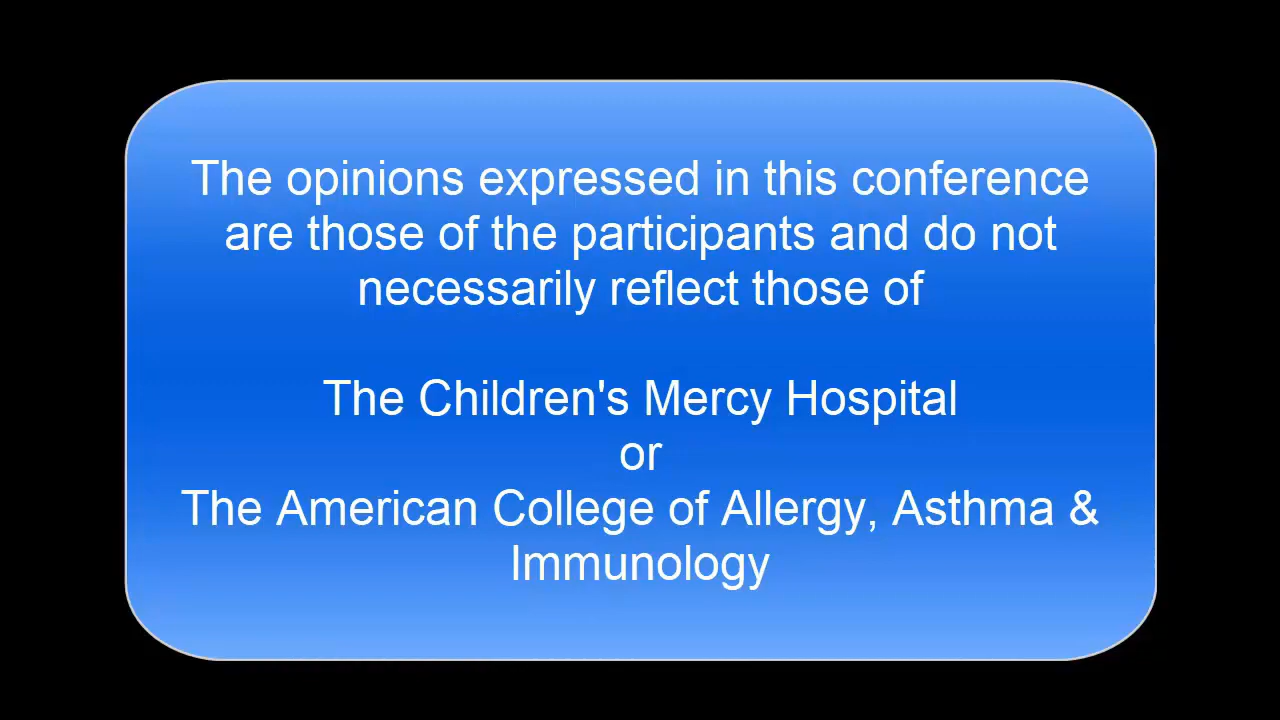 The opinions expressed in this conference
are those of the participants and do not
necessarily reflect those of
The Children's Mercy Hospital
or
The American College of Allergy, Asthma &
Immunology